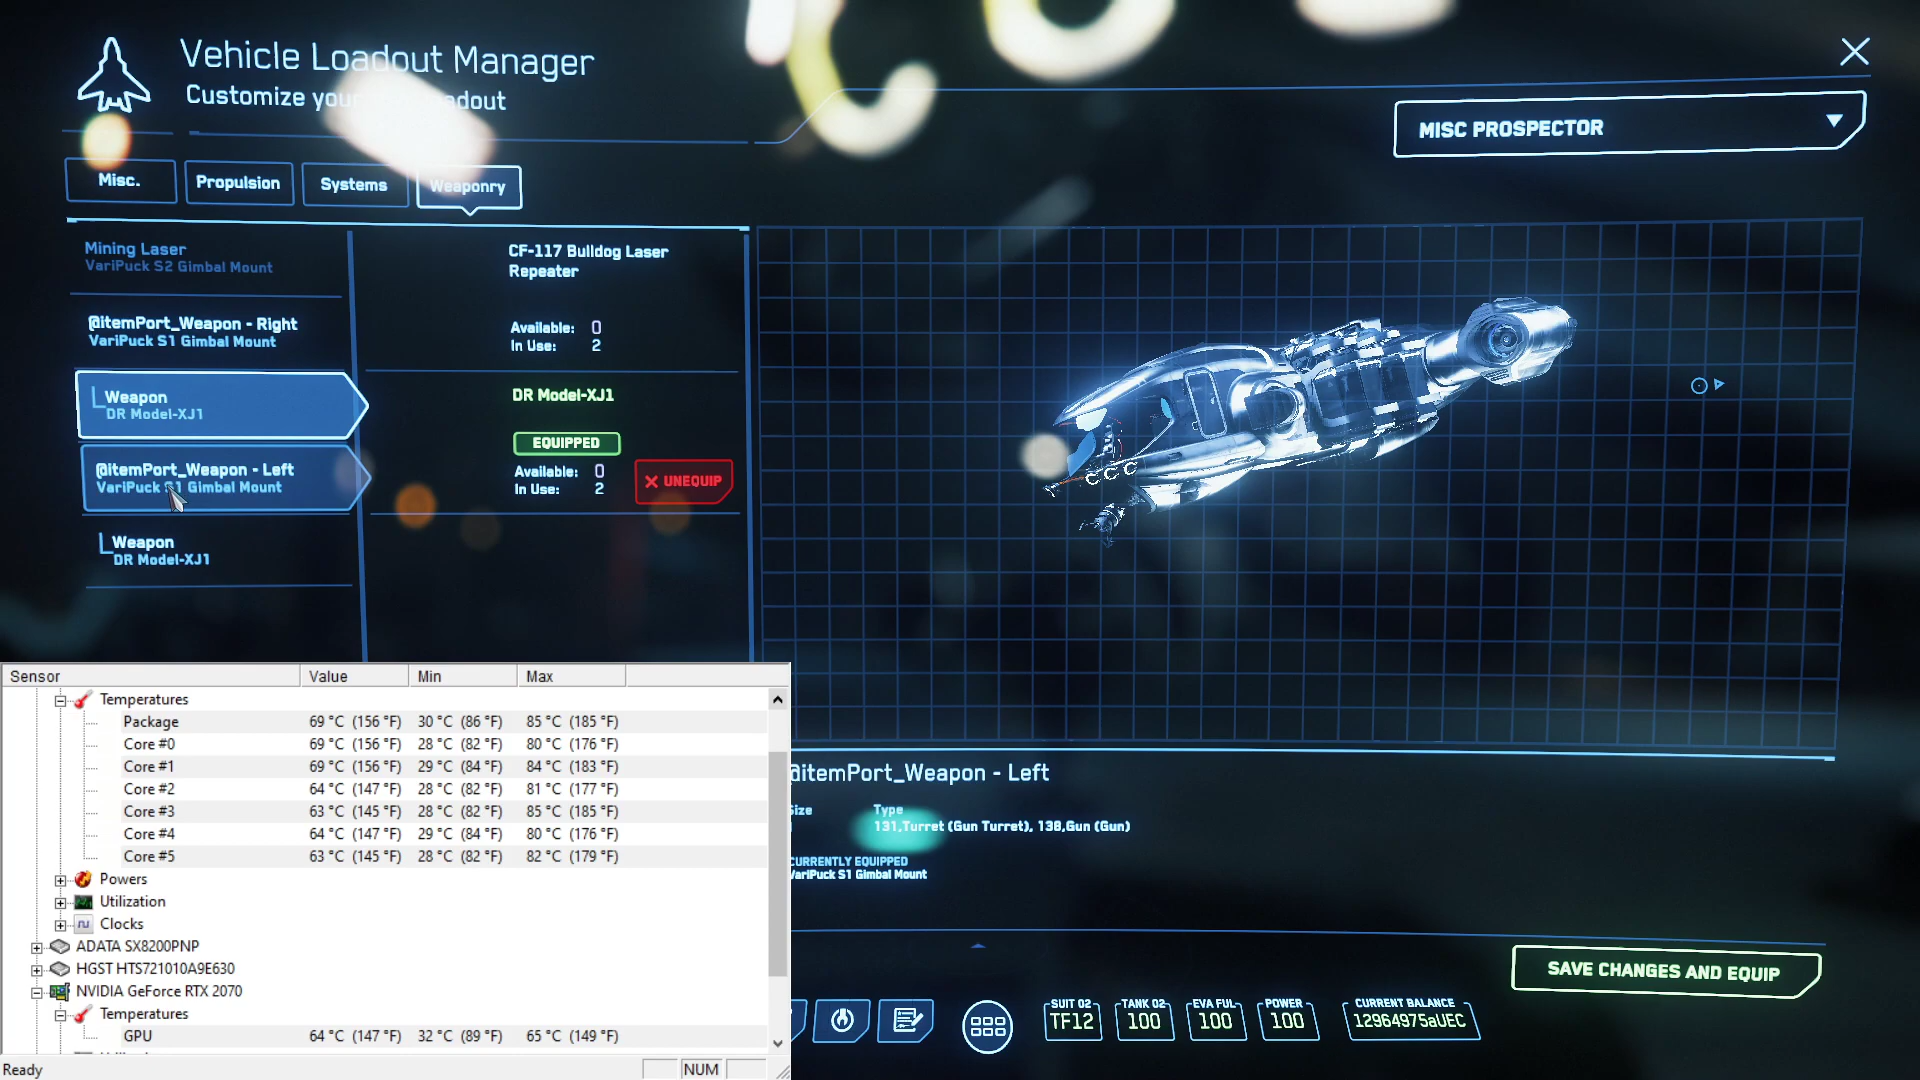 Vehicle Loadout Manager
Customize your loadout
MISC PROSPECTOR
Misc.
Propulsion
Systems
Weaponry
Mining Laser
VariPuck S2 Gimbal Mount
@itemPort_Weapon - Right
VariPuck S1 Gimbal Mount
Weapon
DR Model-XJ1
@itemPort_Weapon - Left
VariPuck S1 Gimbal Mount
Weapon
DR Model-XJ1
CF-117 Bulldog Laser
Repeater
Available: 0
In Use: 2
DR Model-XJ1
EQUIPPED
Available: 0
In Use: 2
UNEQUIP
@itemPort_Weapon - Left
Size
Type
131,Turret (Gun Turret), 138,Gun (Gun)
CURRENTLY EQUIPPED
VariPuck S1 Gimbal Mount
SAVE CHANGES AND EQUIP
SUIT 02 TANK 02 EVA FUL POWER CURRENT BALANCE
TF12 100 100 100 12964975aUEC
Sensor Value Min Max
Temperatures
Package 69 °C (156 °F) 30 °C (86 °F) 85 °C (185 °F)
Core #0 69 °C (156 °F) 28 °C (82 °F) 80 °C (176 °F)
Core #1 69 °C (156 °F) 29 °C (84 °F) 84 °C (183 °F)
Core #2 64 °C (147 °F) 28 °C (82 °F) 81 °C (177 °F)
Core #3 63 °C (145 °F) 28 °C (82 °F) 85 °C (185 °F)
Core #4 64 °C (147 °F) 29 °C (84 °F) 80 °C (176 °F)
Core #5 63 °C (145 °F) 28 °C (82 °F) 82 °C (179 °F)
Powers
Utilization
Clocks
ADATA SX8200PNP
HGST HTS721010A9E630
NVIDIA GeForce RTX 2070
Temperatures
GPU 64 °C (147 °F) 32 °C (89 °F) 65 °C (149 °F)
Ready NUM